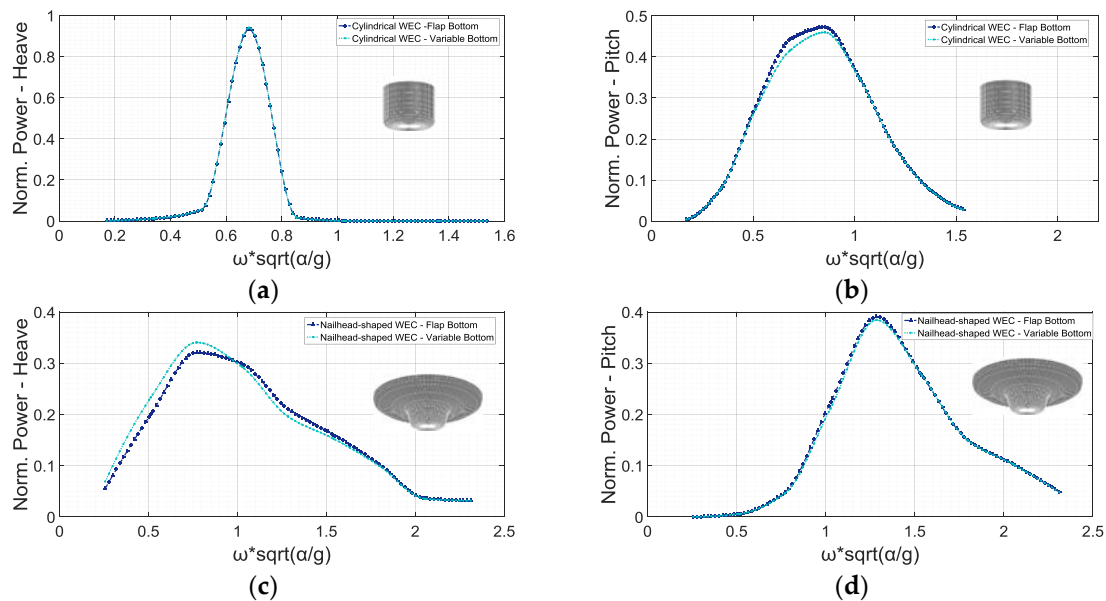 Norm. Power - Heave
1
0.8
0.6
0.4
0.2
0
Cylindrical WEC -Flap Bottom
Cylindrical WEC - Variable Bottom
0 0.2 0.4 0.6 0.8 1 1.2 1.4 1.6
ω*sqrt(α/g)
(a)
Norm. Power - Pitch
0.5
0.4
0.3
0.2
0.1
0
Cylindrical WEC -Flap Bottom
Cylindrical WEC - Variable Bottom
0 0.5 1 1.5 2
ω*sqrt(α/g)
(b)
Norm. Power - Heave
0.4
0.3
0.2
0.1
0
Nailhead-shaped WEC - Flap Bottom
Nailhead-shaped WEC - Variable Bottom
0 0.5 1 1.5 2 2.5
ω*sqrt(α/g)
(c)
Norm. Power - Pitch
0.4
0.3
0.2
0.1
0
Nailhead-shaped WEC - Flap Bottom
Nailhead-shaped WEC - Variable Bottom
0 0.5 1 1.5 2 2.5
ω*sqrt(α/g)
(d)